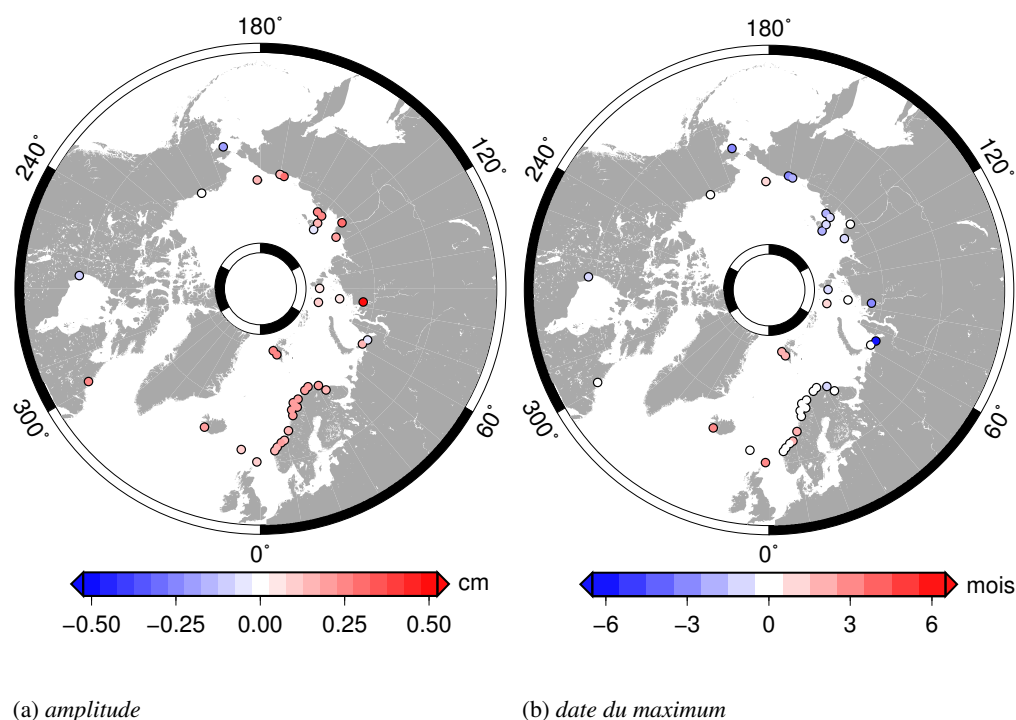 180° 180°
240° 120° 240° 120°
300° 60° 300° 60°
0° 0°
cm mois
−0.50 −0.25 0.00 0.25 0.50 −6 −3 0 3 6
(a) amplitude (b) date du maximum